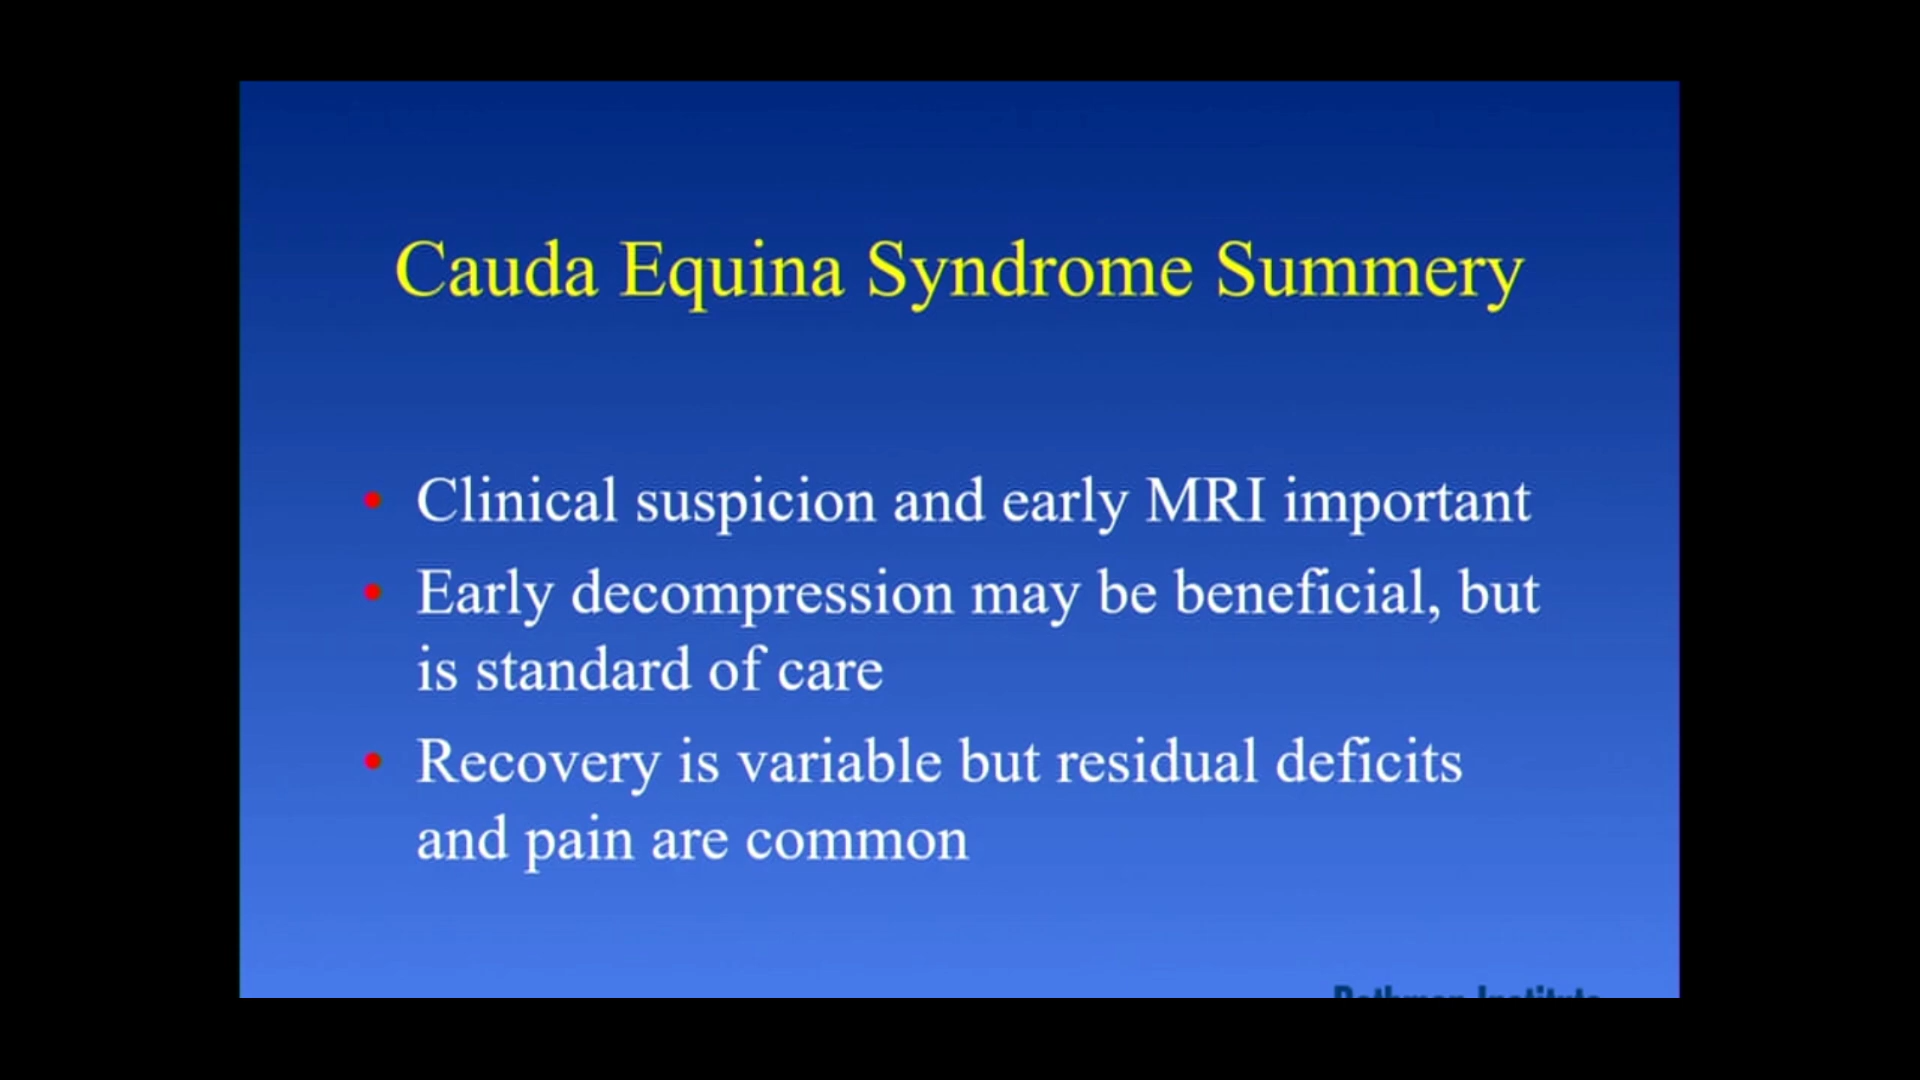 Cauda Equina Syndrome Summery
• Clinical suspicion and early MRI important
• Early decompression may be beneficial, but
is standard of care
• Recovery is variable but residual deficits
and pain are common
Rothman Institute